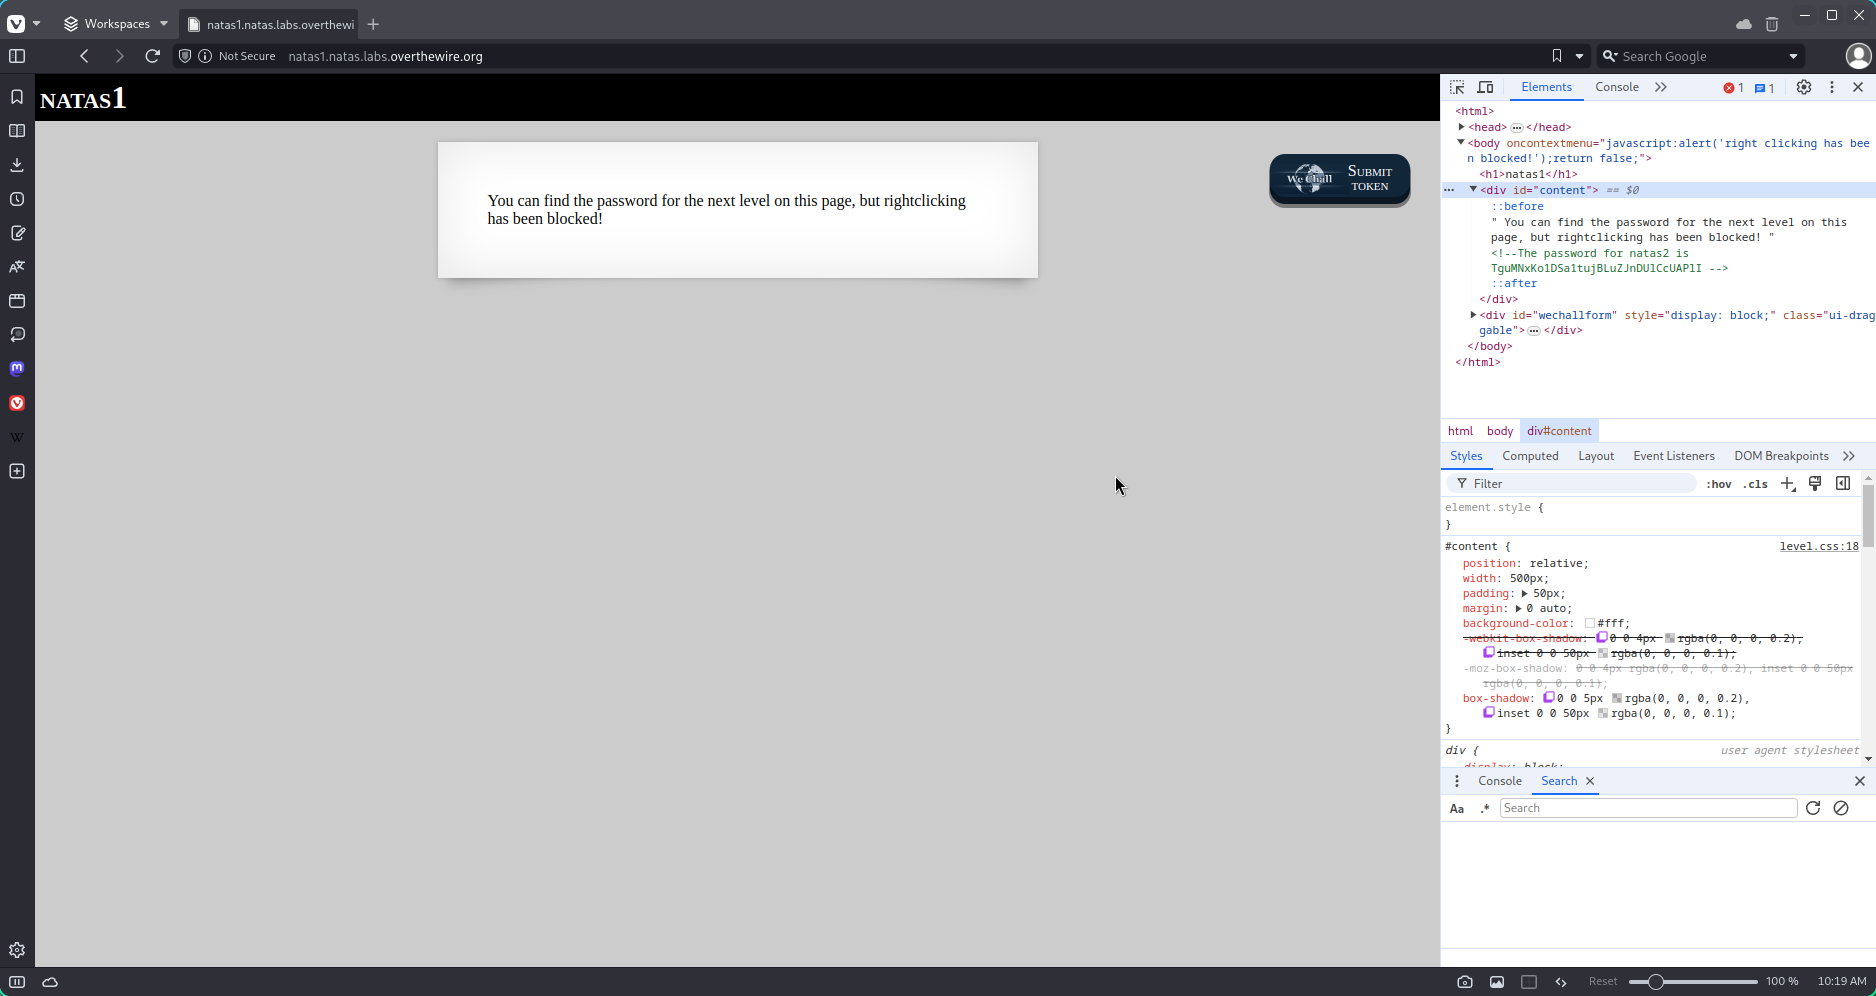 Workspaces
natas1.natas.labs.overthewi
Not Secure natas1.natas.labs.overthewire.org
Search Google
NATAS1
You can find the password for the next level on this page, but rightclicking
has been blocked!
We Chall
SUBMIT
TOKEN
Elements Console 1 1
<html>
<head> </head>
<body oncontextmenu="javascript:alert('right clicking has bee
n blocked!');return false;">
<h1>natas1</h1>
<div id="content"> == $0
::before
" You can find the password for the next level on this
page, but rightclicking has been blocked! "
<!--The password for natas2 is
TguMNxKo1DSa1tujBLuZJnDUlCcUAPlI -->
::after
</div>
<div id="wechallform" style="display: block;" class="ui-drag
gable"> </div>
</body>
</html>
html body div#content
Styles Computed Layout Event Listeners DOM Breakpoints
Filter :hov .cls
element.style {
}
#content { level.css:18
position: relative;
width: 500px;
padding: 50px;
margin: 0 auto;
background-color: #fff;
-webkit-box-shadow: 0 0 4px rgba(0, 0, 0, 0.2),
inset 0 0 50px rgba(0, 0, 0, 0.1);
-moz-box-shadow: 0 0 4px rgba(0, 0, 0, 0.2), inset 0 0 50px
rgba(0, 0, 0, 0.1);
box-shadow: 0 0 5px rgba(0, 0, 0, 0.2),
inset 0 0 50px rgba(0, 0, 0, 0.1);
}
div { user agent stylesheet
display: block;
Console Search
Aa .* Search
Reset 100 % 10:19 AM